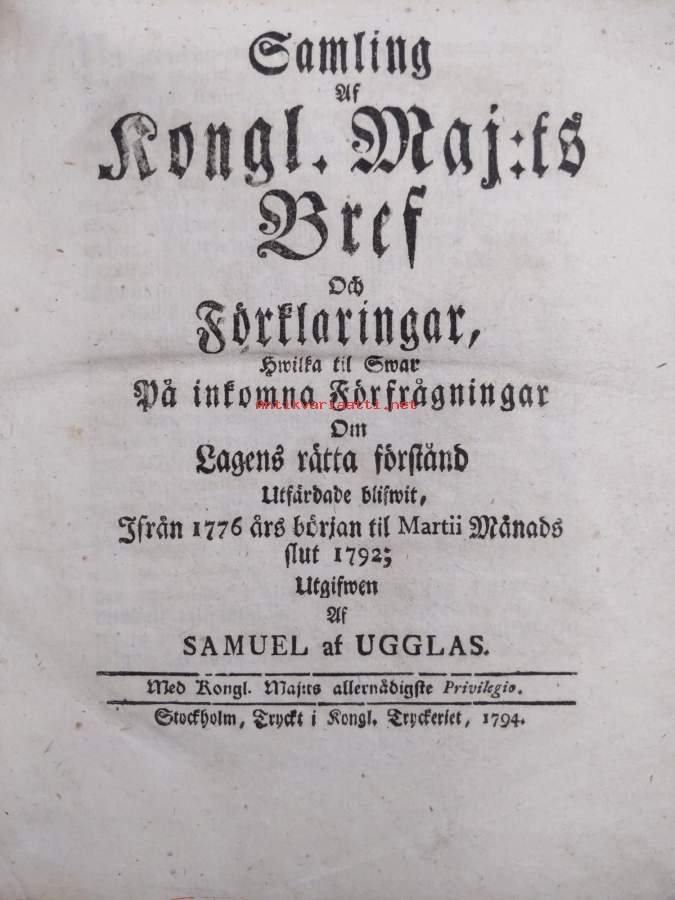 Samling
Af
Kongl. Maj:ts
Bref
Och
Förklaringar,
Hwilka til Swar
På inkomna Förfrågningar
antikvariaatti.net
Om
Lagens rätta förstånd
Utfärdade blifwit,
Ifrån 1776 års början til Martii Månads
slut 1792;
Utgifwen
Af
SAMUEL af UGGLAS.
Med Kongl. Maj:ts allernådigste Privilegio.
Stockholm, Tryckt i Kongl. Tryckeriet, 1794.